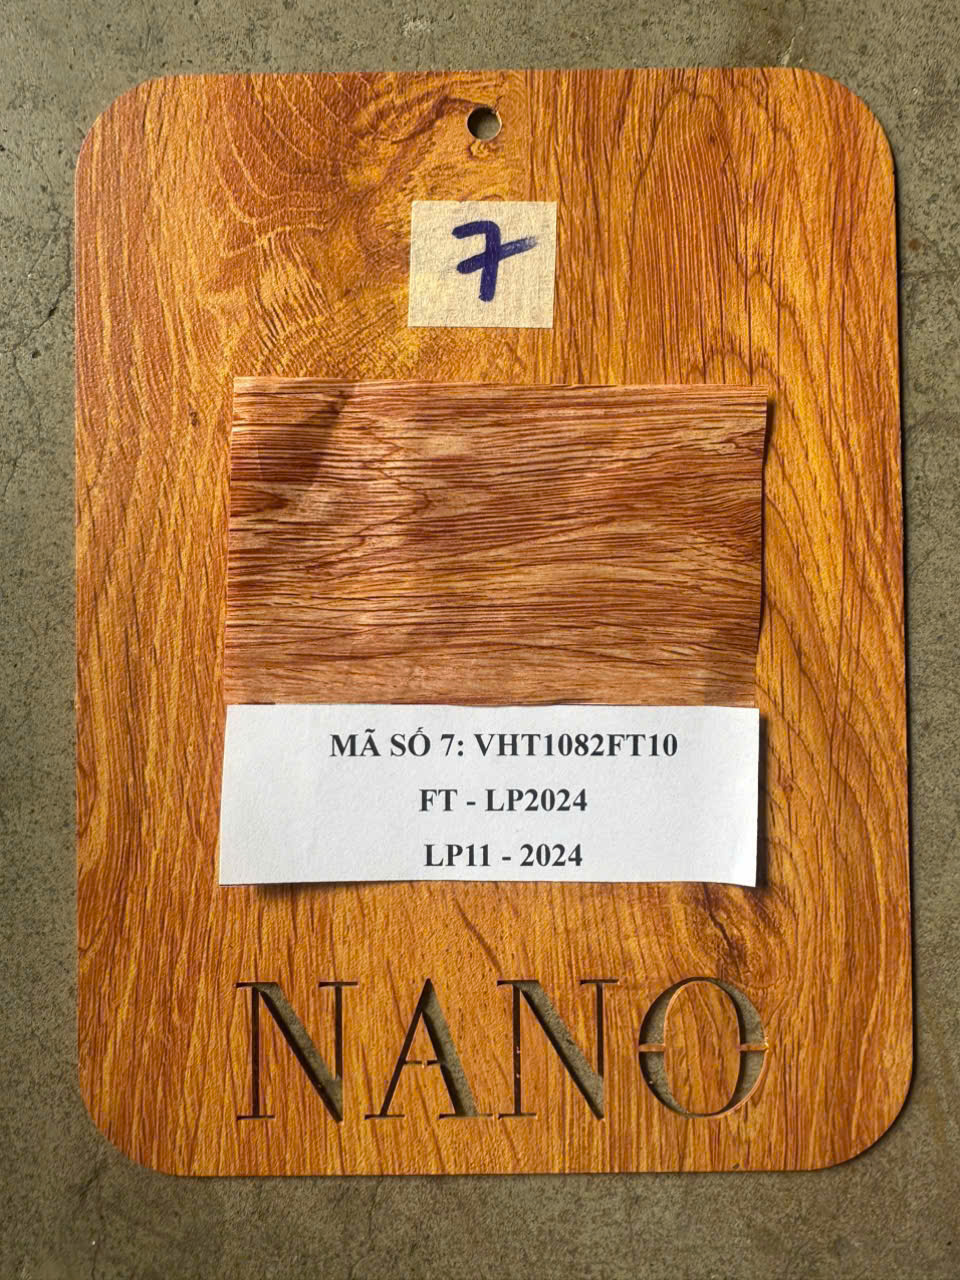 7
MÃ SỐ 7: VHT1082FT10
FT - LP2024
LP11 - 2024
NANO